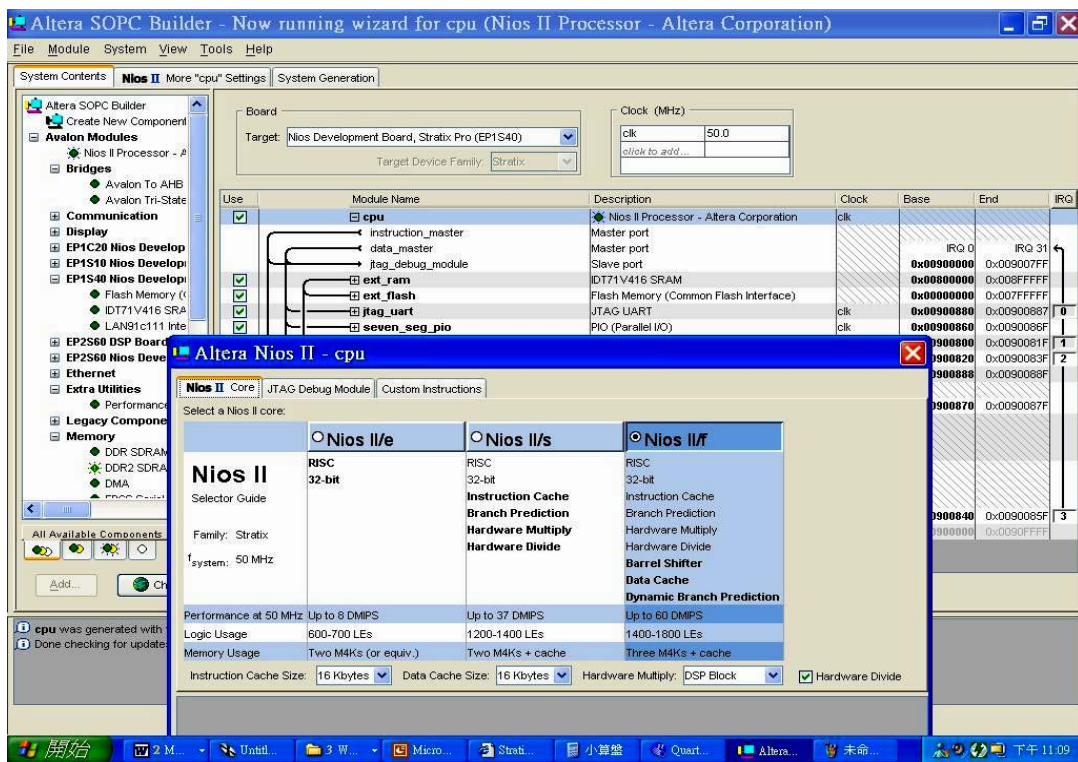 Altera SOPC Builder - Now running wizard for cpu (Nios II Processor - Altera Corporation)
File Module System View Tools Help
System Contents Nios II More "cpu" Settings System Generation
Altera SOPC Builder
Create New Component
Avalon Modules
Nios II Processor - A
Bridges
Avalon To AHB
Avalon Tri-State
Communication
Display
EP1C20 Nios Develop
EP1S10 Nios Develop
EP1S40 Nios Develop
Flash Memory (
IDT71V416 SRA
LAN91c111 Inte
EP2S60 DSP Board
EP2S60 Nios Deve
Ethernet
Extra Utilities
Performance
Legacy Compone
Memory
DDR SDRAM
DDR2 SDRA
DMA
All Available Components
Add...
Ch
Board
Target: Nios Development Board, Stratix Pro (EP1S40)
Target Device Family: Stratix
Clock (MHz)
clk 50.0
click to add...
Use Module Name Description Clock Base End IRQ
cpu Nios II Processor - Altera Corporation clk
instruction_master Master port
data_master Master port IRQ 0 IRQ 31
jtag_debug_module Slave port 0x00900000 0x009007FF
ext_ram IDT71V416 SRAM 0x00800000 0x008FFFFF
ext_flash Flash Memory (Common Flash Interface) 0x00000000 0x007FFFFF
jtag_uart JTAG UART clk 0x00900880 0x00900887 0
seven_seg_pio PIO (Parallel I/O) clk 0x00900860 0x0090086F
00900800 0x0090081F 1
00900820 0x0090083F 2
00900888 0x0090088F
00900870 0x0090087F
00900840 0x0090085F 3
00900000 0x0090FFFF
Altera Nios II - cpu
Nios II Core JTAG Debug Module Custom Instructions
Select a Nios II core:
Nios II/e Nios II/s Nios II/f
Nios II
Selector Guide
Family: Stratix
fsystem: 50 MHz
RISC
32-bit
RISC
32-bit
Instruction Cache
Branch Prediction
Hardware Multiply
Hardware Divide
RISC
32-bit
Instruction Cache
Branch Prediction
Hardware Multiply
Hardware Divide
Barrel Shifter
Data Cache
Dynamic Branch Prediction
Performance at 50 MHz Up to 8 DMIPS Up to 37 DMIPS Up to 60 DMIPS
Logic Usage 600-700 LEs 1200-1400 LEs 1400-1800 LEs
Memory Usage Two M4Ks (or equiv.) Two M4Ks + cache Three M4Ks + cache
Instruction Cache Size: 16 Kbytes Data Cache Size: 16 Kbytes Hardware Multiply: DSP Block Hardware Divide
cpu was generated with
Done checking for update
開始 2 M... Untitl... 3 W... Micro... Strati... 小算盤 Quart... Altera... 未命... 下午 11:09